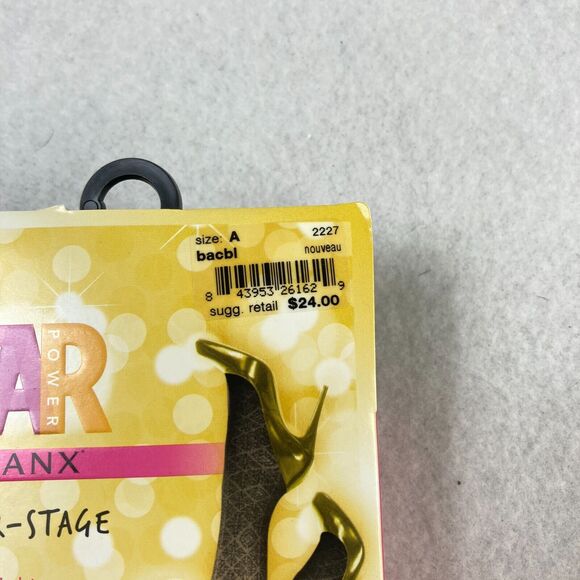 size: A 2227
bacbl nouveau
8 43953 26162 9
sugg. retail $24.00
AR
POWER
ANX®
R-STAGE